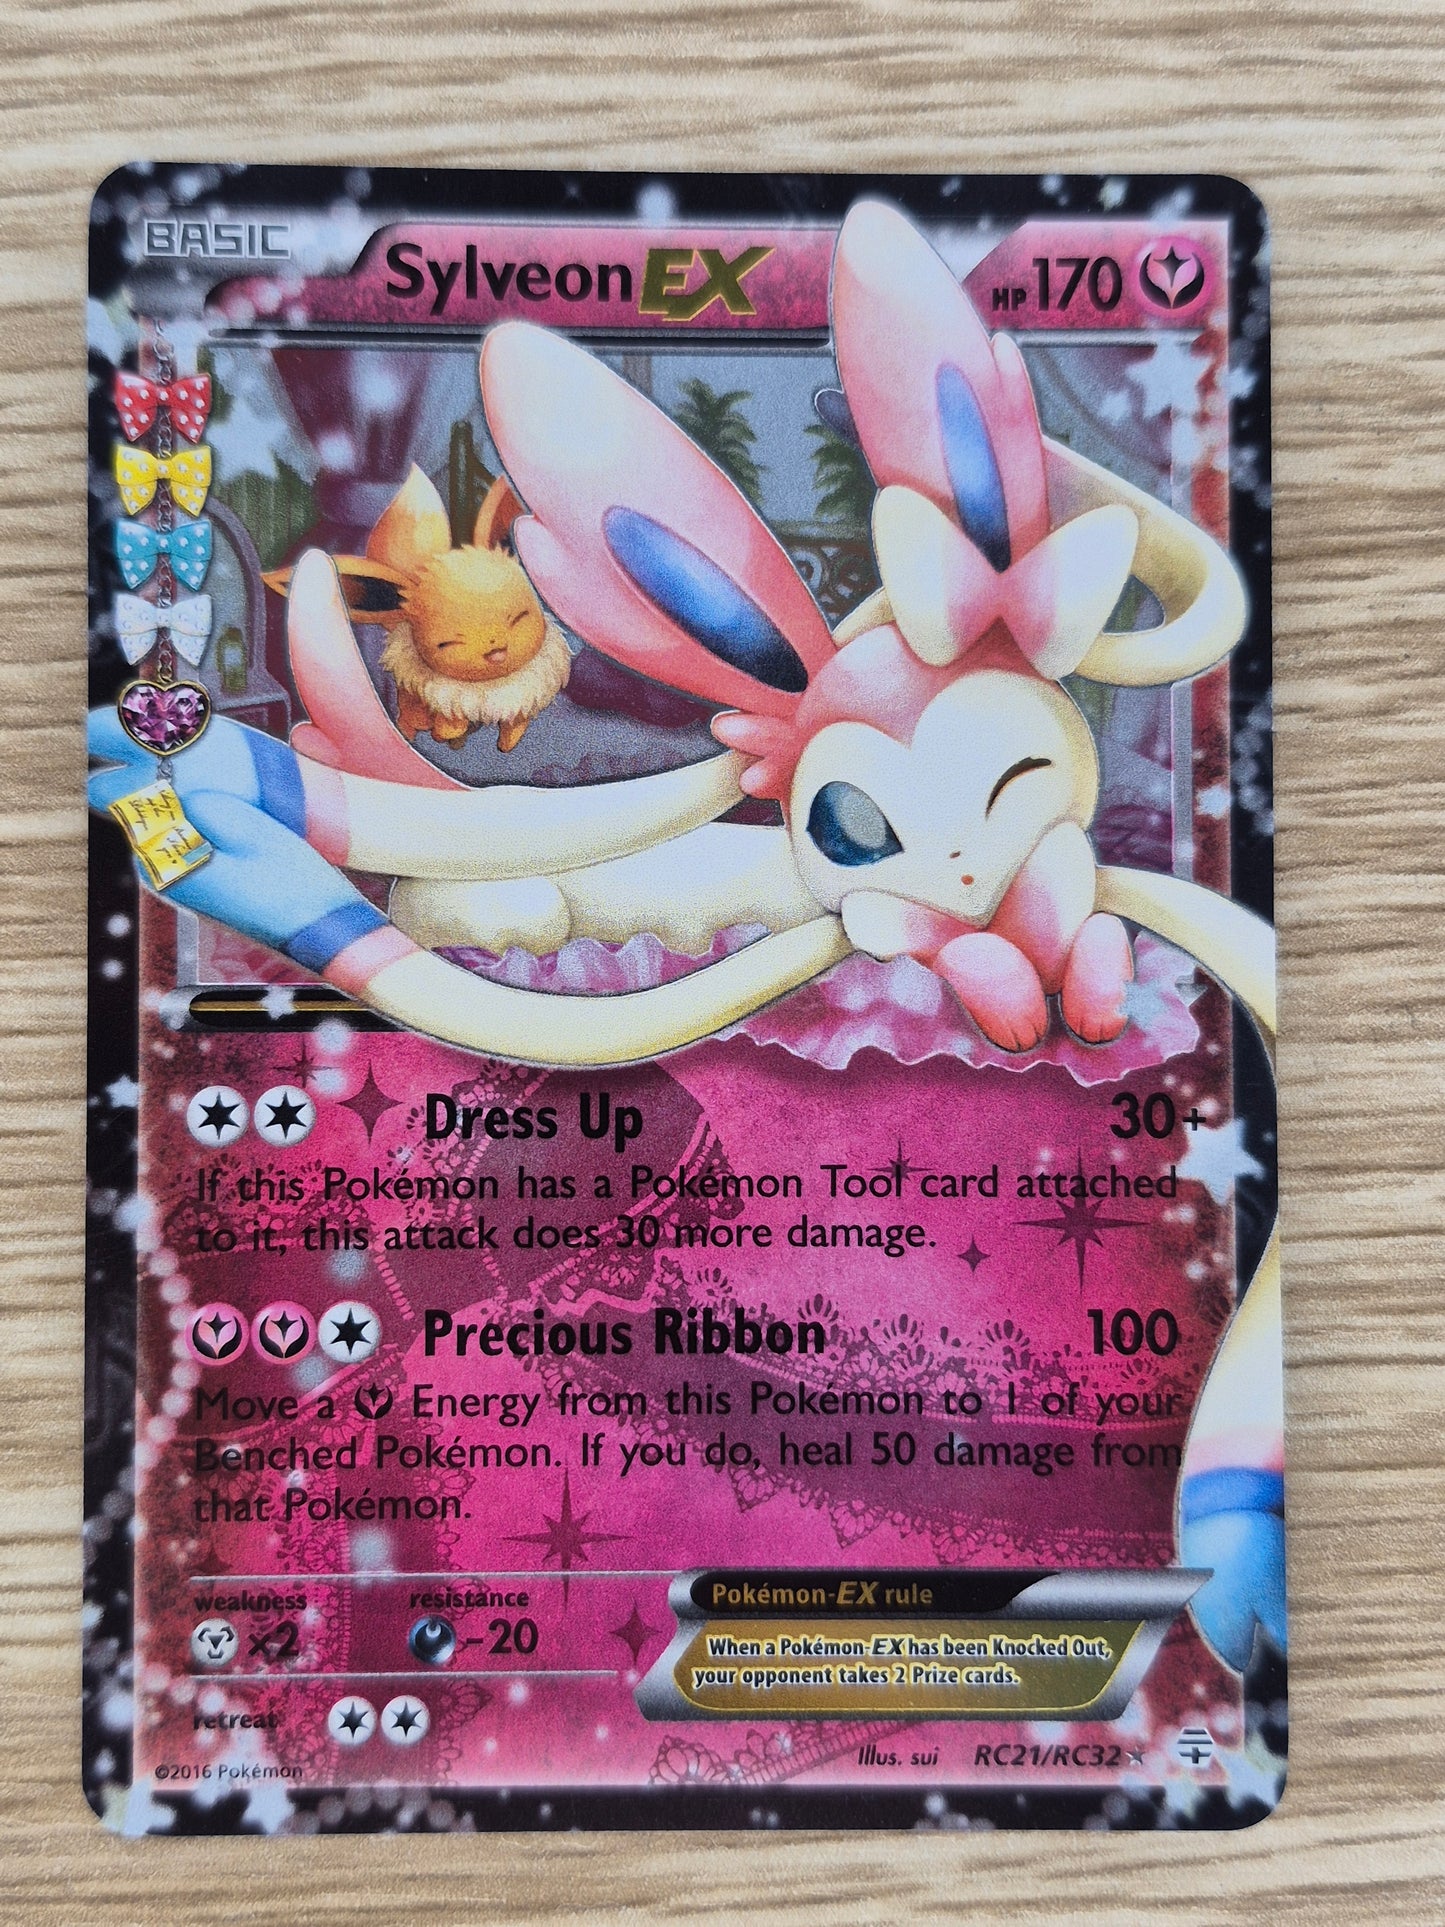 BASIC
Sylveon EX HP 170
Dress Up 30+
If this Pokémon has a Pokémon Tool card attached
to it, this attack does 30 more damage.
Precious Ribbon 100
Move a Energy from this Pokémon to 1 of your
Benched Pokémon. If you do, heal 50 damage from
that Pokémon.
weakness resistance
×2 -20
retreat
Pokémon-EX rule
When a Pokémon-EX has been Knocked Out,
your opponent takes 2 Prize cards.
Illus. sui RC21/RC32
©2016 Pokémon